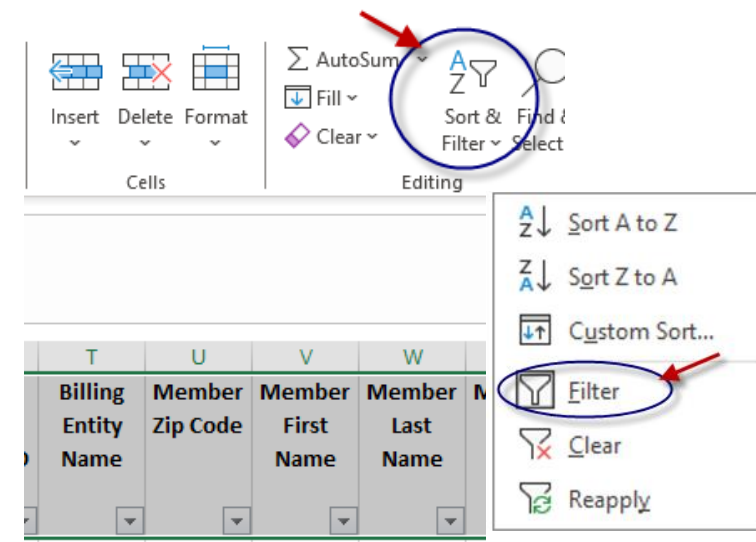 AutoSum
Fill
Clear
Insert Delete Format
Sort &
Filter
Find &
Select
Cells
Editing
Sort A to Z
Sort Z to A
Custom Sort...
Filter
Clear
Reapply
T U V W
Billing
Entity
Name
Member
Zip Code
Member
First
Name
Member
Last
Name